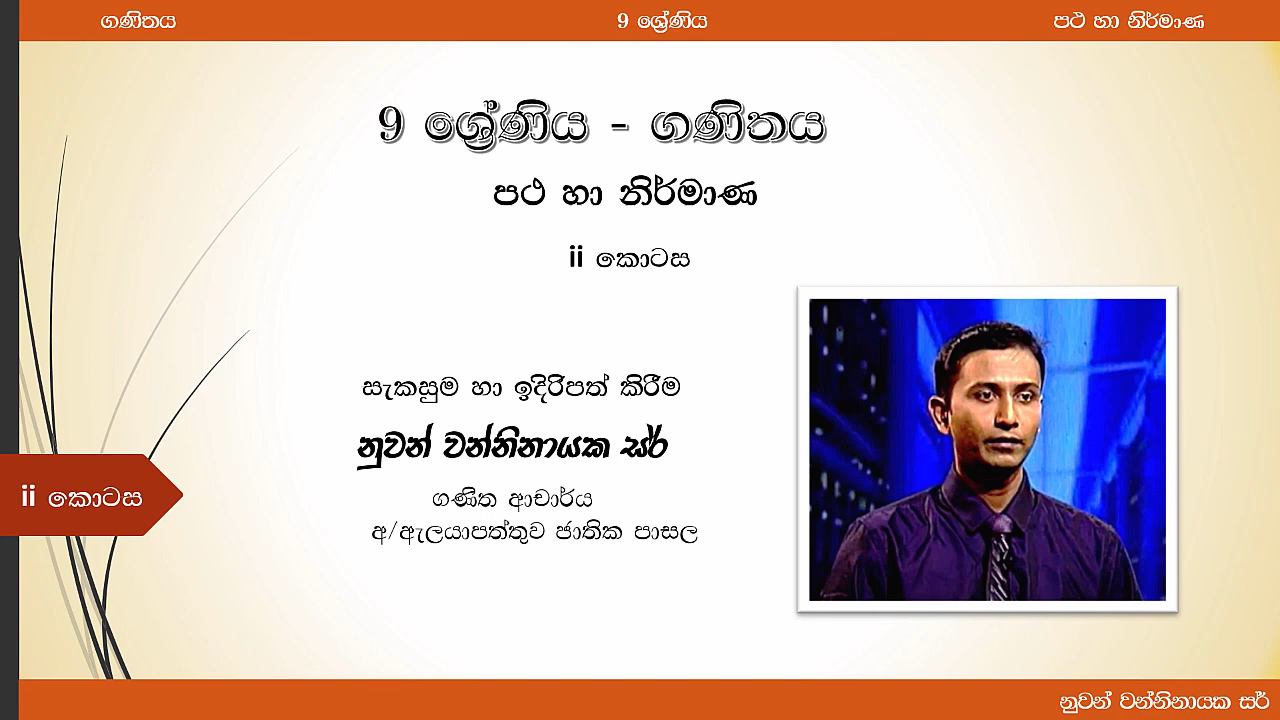 ගණිතය
9 ශ්‍රේණිය
පථ හා නිර්මාණ
9 ශ්‍රේණිය - ගණිතය
පථ හා නිර්මාණ
ii කොටස
සැකසුම හා ඉදිරිපත් කිරීම
නුවන් වන්නිනායක සර්
ගණිත ආචාර්ය
අ/ඇලයාපත්තුව ජාතික පාසල
ii කොටස
නුවන් වන්නිනායක සර්